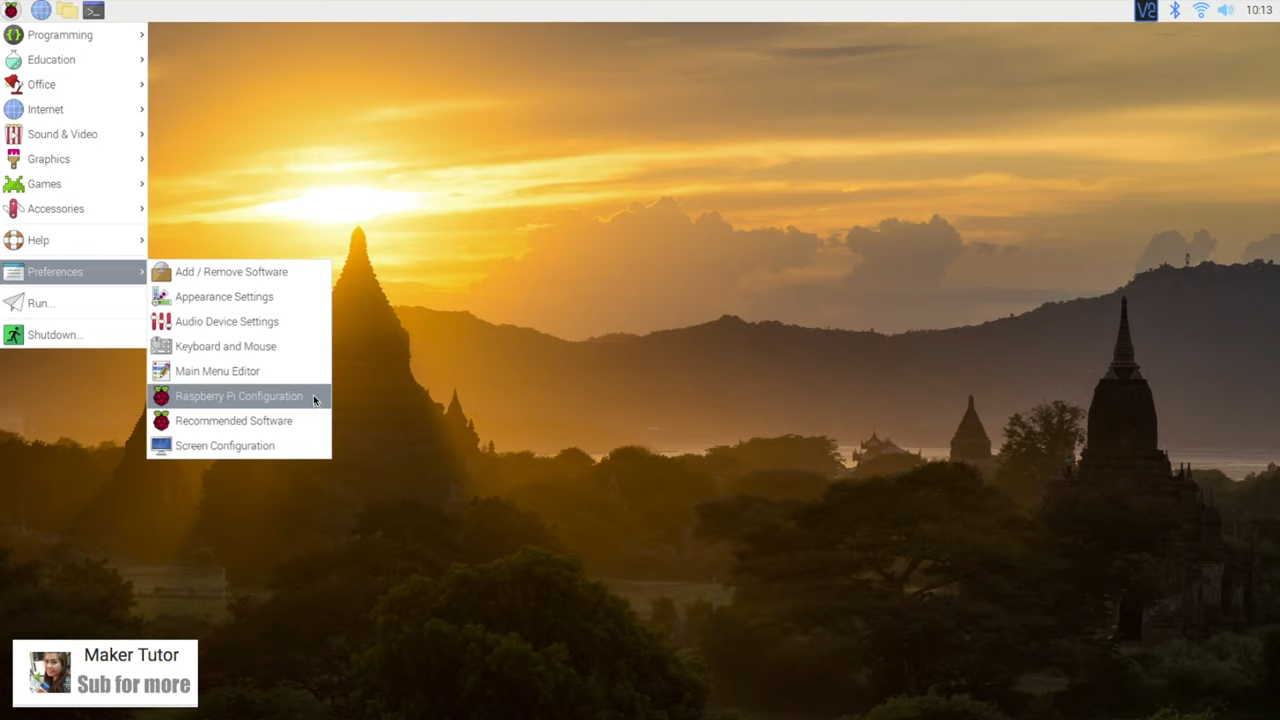 10:13
Programming
Education
Office
Internet
Sound & Video
Graphics
Games
Accessories
Help
Preferences
Run...
Shutdown...
Add / Remove Software
Appearance Settings
Audio Device Settings
Keyboard and Mouse
Main Menu Editor
Raspberry Pi Configuration
Recommended Software
Screen Configuration
Maker Tutor
Sub for more